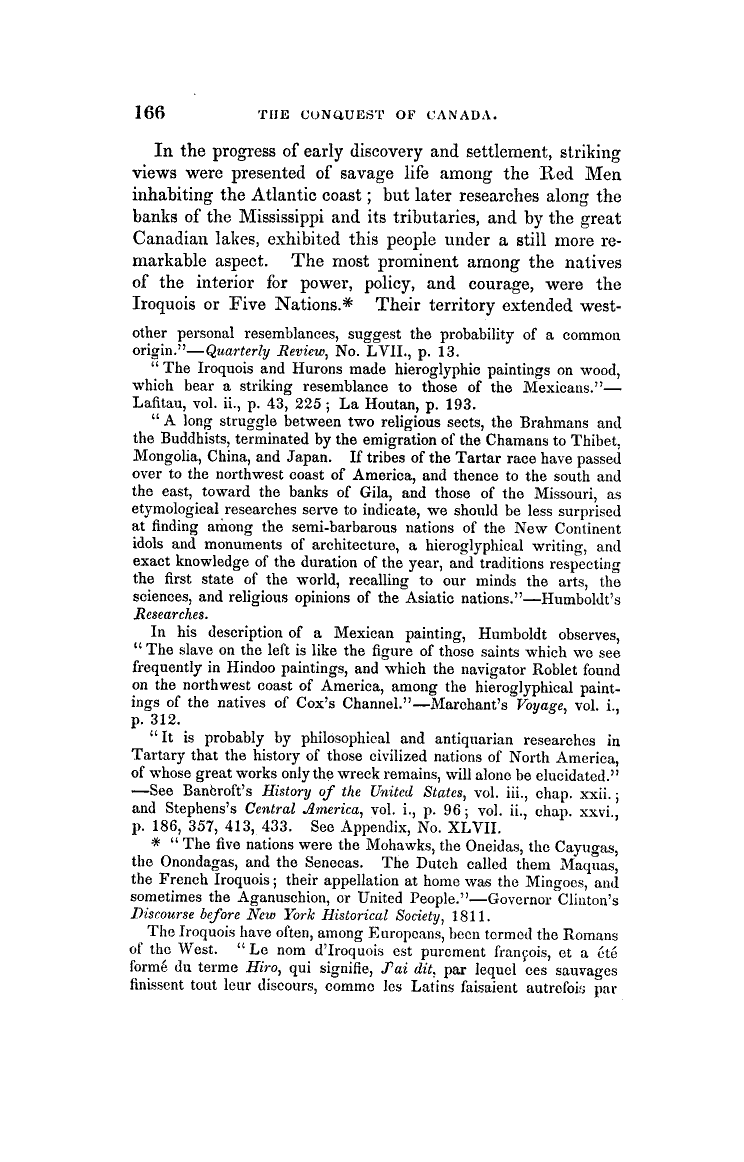 166 THE CONQUEST OF CANADA.
In the progress of early discovery and settlement, striking
views were presented of savage life among the Red Men
inhabiting the Atlantic coast ; but later researches along the
banks of the Mississippi and its tributaries, and by the great
Canadian lakes, exhibited this people under a still more re-
markable aspect. The most prominent among the natives
of the interior for power, policy, and courage, were the
Iroquois or Five Nations.* Their territory extended west-
other personal resemblances, suggest the probability of a common
origin."—Quarterly Review, No. LVII., p. 13.
"The Iroquois and Hurons made hieroglyphic paintings on wood,
which bear a striking resemblance to those of the Mexicans."—
Lafitau, vol. ii., p. 43, 225 ; La Houtan, p. 193.
"A long struggle between two religious sects, the Brahmans and
the Buddhists, terminated by the emigration of the Chamans to Thibet,
Mongolia, China, and Japan. If tribes of the Tartar race have passed
over to the northwest coast of America, and thence to the south and
the east, toward the banks of Gila, and those of the Missouri, as
etymological researches serve to indicate, we should be less surprised
at finding among the semi-barbarous nations of the New Continent
idols and monuments of architecture, a hieroglyphical writing, and
exact knowledge of the duration of the year, and traditions respecting
the first state of the world, recalling to our minds the arts, the
sciences, and religious opinions of the Asiatic nations."—Humboldt's
Researches.
In his description of a Mexican painting, Humboldt observes,
"The slave on the left is like the figure of those saints which we see
frequently in Hindoo paintings, and which the navigator Roblet found
on the northwest coast of America, among the hieroglyphical paint-
ings of the natives of Cox's Channel."—Marchant's Voyage, vol. i.,
p. 312.
"It is probably by philosophical and antiquarian researches in
Tartary that the history of those civilized nations of North America,
of whose great works only the wreck remains, will alone be elucidated."
—See Bancroft's History of the United States, vol. iii., chap. xxii. ;
and Stephens's Central America, vol. i., p. 96 ; vol. ii., chap. xxvi.,
p. 186, 357, 413, 433. See Appendix, No. XLVII.
* "The five nations were the Mohawks, the Oneidas, the Cayugas,
the Onondagas, and the Senecas. The Dutch called them Maquas,
the French Iroquois ; their appellation at home was the Mingoes, and
sometimes the Aganuschion, or United People."—Governor Clinton's
Discourse before New York Historical Society, 1811.
The Iroquois have often, among Europeans, been termed the Romans
of the West. "Le nom d'Iroquois est purement françois, et a été
formé du terme Hiro, qui signifie, J'ai dit, par lequel ces sauvages
finissent tout leur discours, comme les Latins faisaient autrefois par